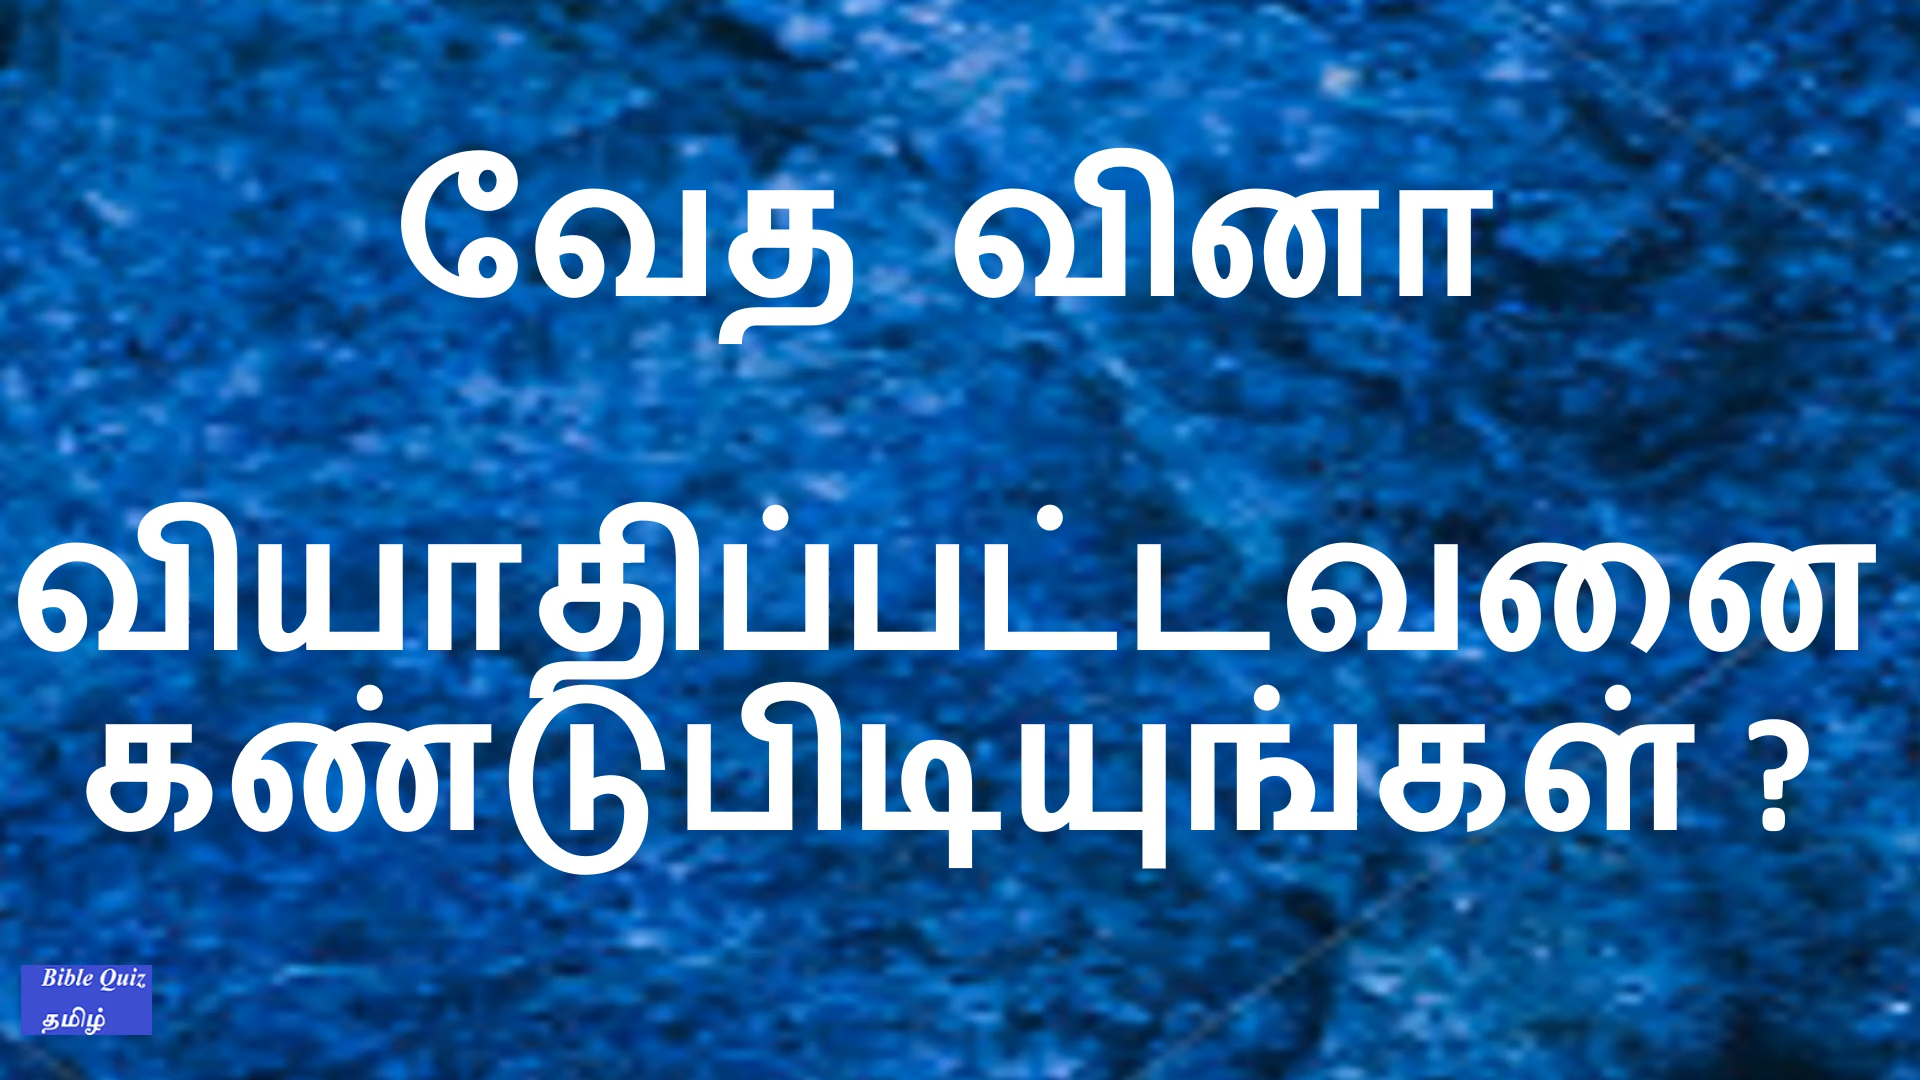 வேத வினா
வியாதிப்பட்டவனை
கண்டுபிடியுங்கள் ?
Bible Quiz
தமிழ்